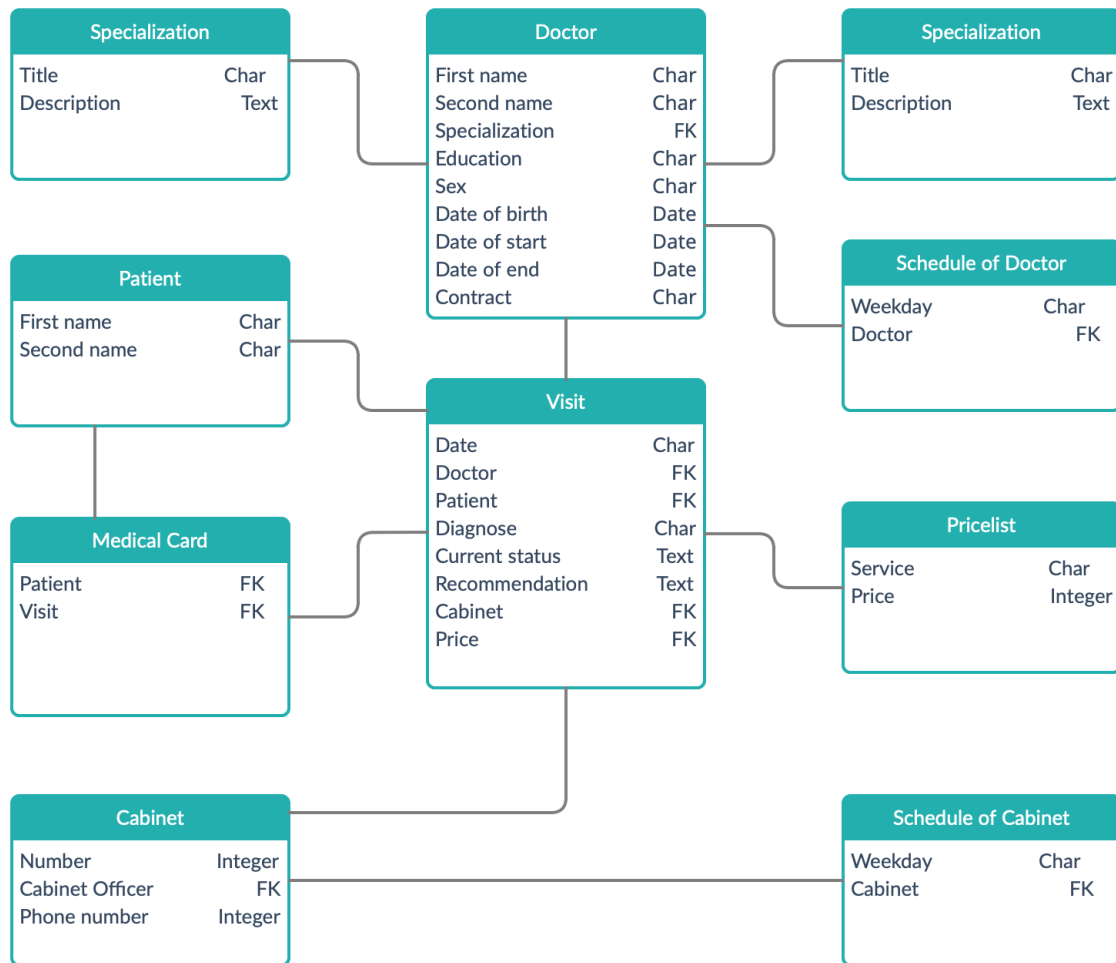 Specialization
Title Char
Description Text
Doctor
First name Char
Second name Char
Specialization FK
Education Char
Sex Char
Date of birth Date
Date of start Date
Date of end Date
Contract Char
Specialization
Title Char
Description Text
Patient
First name Char
Second name Char
Schedule of Doctor
Weekday Char
Doctor FK
Visit
Date Char
Doctor FK
Patient FK
Diagnose Char
Current status Text
Recommendation Text
Cabinet FK
Price FK
Medical Card
Patient FK
Visit FK
Pricelist
Service Char
Price Integer
Cabinet
Number Integer
Cabinet Officer FK
Phone number Integer
Schedule of Cabinet
Weekday Char
Cabinet FK